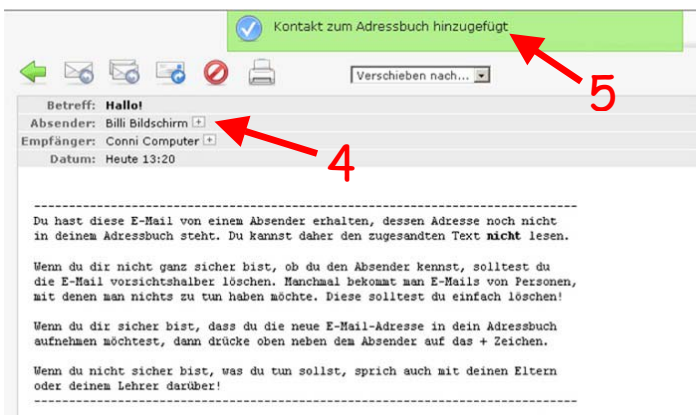 Kontakt zum Adressbuch hinzugefügt
5
Verschieben nach...
Betreff: Hallo!
Absender: Billi Bildschirm +
4
Empfänger: Conni Computer +
Datum: Heute 13:20
----------------------------------------------------------------------
Du hast diese E-Mail von einem Absender erhalten, dessen Adresse noch nicht
in deinem Adressbuch steht. Du kannst daher den zugesandten Text nicht lesen.
Wenn du dir nicht ganz sicher bist, ob du den Absender kennst, solltest du
die E-Mail vorsichtshalber löschen. Manchmal bekommt man E-Mails von Personen,
mit denen man nichts zu tun haben möchte. Diese solltest du einfach löschen!
Wenn du dir sicher bist, dass du die neue E-Mail-Adresse in dein Adressbuch
aufnehmen möchtest, dann drücke oben neben dem Absender auf das + Zeichen.
Wenn du nicht sicher bist, was du tun sollst, sprich auch mit deinen Eltern
oder deinem Lehrer darüber!
----------------------------------------------------------------------